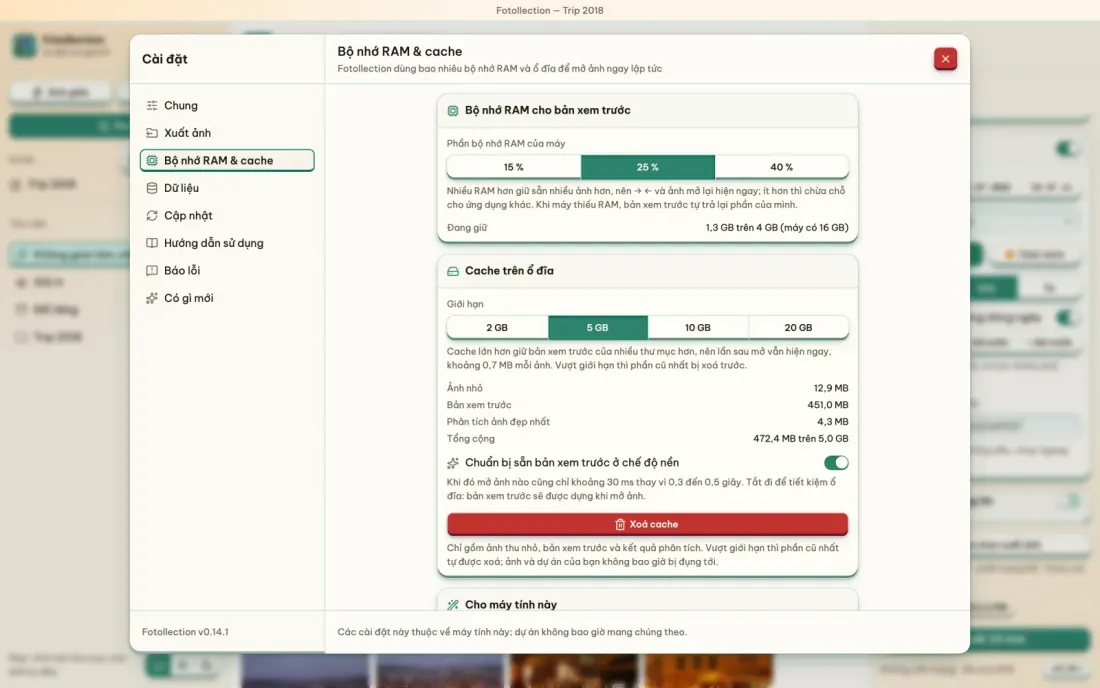 Fotollection — Trip 2018
Cài đặt
Chung
Xuất ảnh
Bộ nhớ RAM & cache
Dữ liệu
Cập nhật
Hướng dẫn sử dụng
Báo lỗi
Có gì mới
Fotollection v0.14.1
Bộ nhớ RAM & cache
Fotollection dùng bao nhiêu bộ nhớ RAM và ổ đĩa để mở ảnh ngay lập tức
Bộ nhớ RAM cho bản xem trước
Phần bộ nhớ RAM của máy
15 % 25 % 40 %
Nhiều RAM hơn giữ sẵn nhiều ảnh hơn, nên → ← và ảnh mở lại hiện ngay; ít hơn thì chừa chỗ
cho ứng dụng khác. Khi máy thiếu RAM, bản xem trước tự trả lại phần của mình.
Đang giữ 1,3 GB trên 4 GB (máy có 16 GB)
Cache trên ổ đĩa
Giới hạn
2 GB 5 GB 10 GB 20 GB
Cache lớn hơn giữ bản xem trước của nhiều thư mục hơn, nên lần sau mở vẫn hiện ngay,
khoảng 0,7 MB mỗi ảnh. Vượt giới hạn thì phần cũ nhất bị xoá trước.
Ảnh nhỏ 12,9 MB
Bản xem trước 451,0 MB
Phân tích ảnh đẹp nhất 4,3 MB
Tổng cộng 472,4 MB trên 5,0 GB
Chuẩn bị sẵn bản xem trước ở chế độ nền
Khi đó mở ảnh nào cũng chỉ khoảng 30 ms thay vì 0,3 đến 0,5 giây. Tắt đi để tiết kiệm ổ
đĩa: bản xem trước sẽ được dựng khi mở ảnh.
Xoá cache
Chỉ gồm ảnh thu nhỏ, bản xem trước và kết quả phân tích. Vượt giới hạn thì phần cũ nhất
tự được xoá; ảnh và dự án của bạn không bao giờ bị đụng tới.
Cho máy tính này
Các cài đặt này thuộc về máy tính này; dự án không bao giờ mang chúng theo.